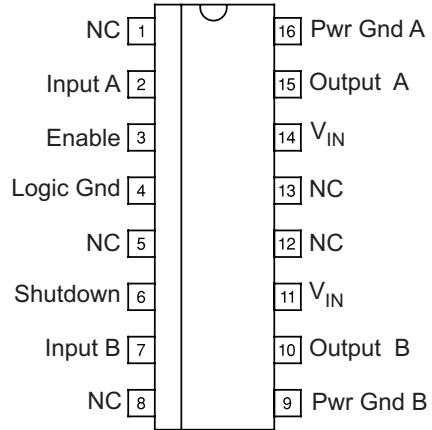 NC 1 16 Pwr Gnd A
Input A 2 15 Output A
Enable 3 14 VIN
Logic Gnd 4 13 NC
NC 5 12 NC
Shutdown 6 11 VIN
Input B 7 10 Output B
NC 8 9 Pwr Gnd B